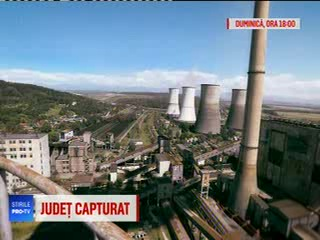 DUMINICĂ, ORA 18:00
ȘTIRILE
PRO·TV
JUDEȚ CAPTURAT